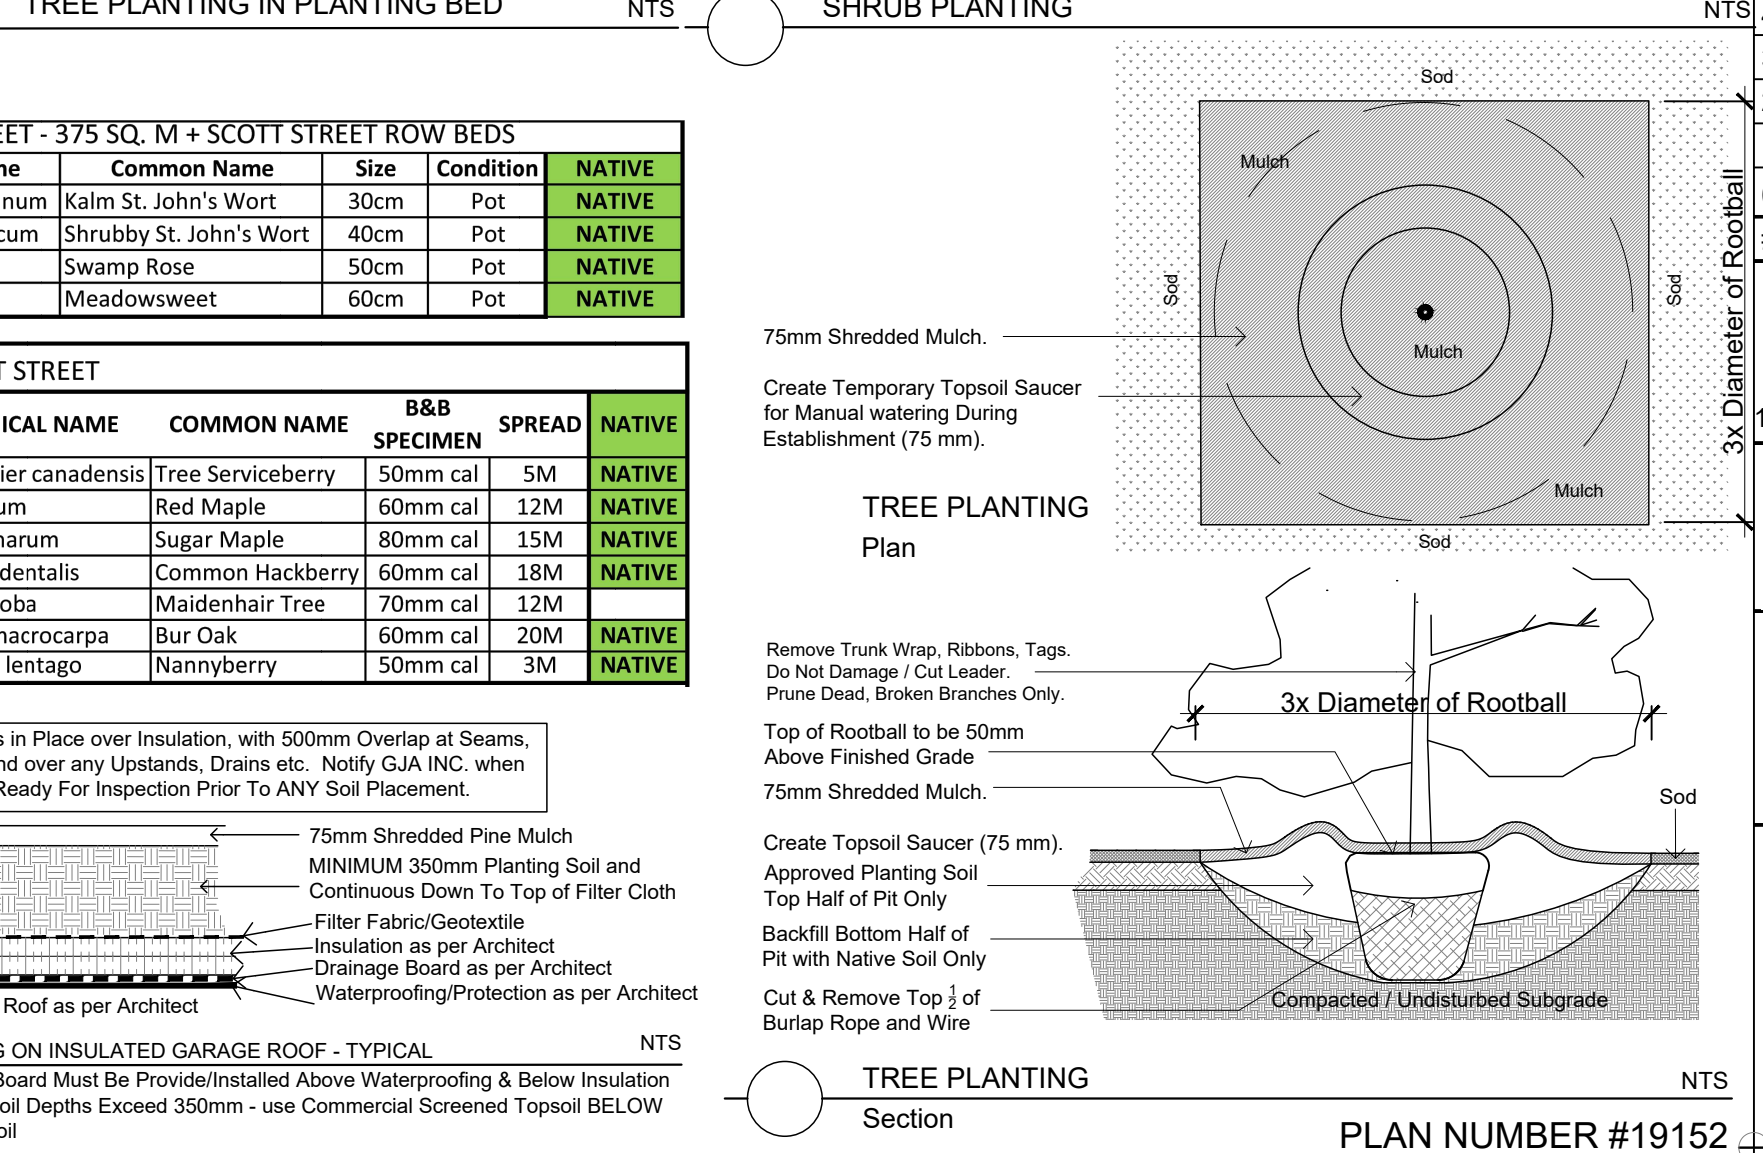 TREE PLANTING IN PLANTING BED NTS
SHRUB PLANTING NTS
EET - 375 SQ. M + SCOTT STREET ROW BEDS
me Common Name Size Condition NATIVE
num Kalm St. John's Wort 30cm Pot NATIVE
cum Shrubby St. John's Wort 40cm Pot NATIVE
Swamp Rose 50cm Pot NATIVE
Meadowsweet 60cm Pot NATIVE
T STREET
ICAL NAME COMMON NAME B&B SPECIMEN SPREAD NATIVE
ier canadensis Tree Serviceberry 50mm cal 5M NATIVE
um Red Maple 60mm cal 12M NATIVE
harum Sugar Maple 80mm cal 15M NATIVE
dentalis Common Hackberry 60mm cal 18M NATIVE
oba Maidenhair Tree 70mm cal 12M
nacrocarpa Bur Oak 60mm cal 20M NATIVE
lentago Nannyberry 50mm cal 3M NATIVE
s in Place over Insulation, with 500mm Overlap at Seams,
nd over any Upstands, Drains etc. Notify GJA INC. when
Ready For Inspection Prior To ANY Soil Placement.
75mm Shredded Pine Mulch
MINIMUM 350mm Planting Soil and
Continuous Down To Top of Filter Cloth
Filter Fabric/Geotextile
Insulation as per Architect
Drainage Board as per Architect
Waterproofing/Protection as per Architect
Roof as per Architect
G ON INSULATED GARAGE ROOF - TYPICAL NTS
Board Must Be Provide/Installed Above Waterproofing & Below Insulation
oil Depths Exceed 350mm - use Commercial Screened Topsoil BELOW
oil
Sod
Mulch
Sod
Sod
3x Diameter of Rootball
Mulch
Mulch
Sod
75mm Shredded Mulch.
Create Temporary Topsoil Saucer
for Manual watering During
Establishment (75 mm).
TREE PLANTING
Plan
Remove Trunk Wrap, Ribbons, Tags.
Do Not Damage / Cut Leader.
Prune Dead, Broken Branches Only.
3x Diameter of Rootball
Top of Rootball to be 50mm
Above Finished Grade
75mm Shredded Mulch.
Sod
Create Topsoil Saucer (75 mm).
Approved Planting Soil
Top Half of Pit Only
Backfill Bottom Half of
Pit with Native Soil Only
Cut & Remove Top 1/2 of
Burlap Rope and Wire
Compacted / Undisturbed Subgrade
TREE PLANTING NTS
Section
PLAN NUMBER #19152